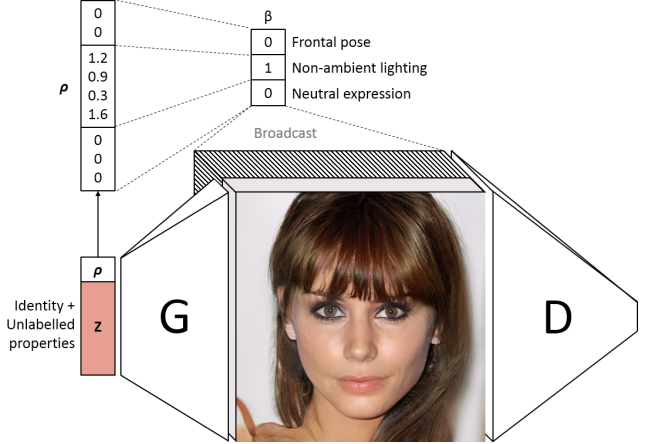 0
0
1.2
0.9
0.3
1.6
0
0
0
ρ
β
0 Frontal pose
1 Non-ambient lighting
0 Neutral expression
Broadcast
ρ
Identity +
Unlabelled
properties
z
G
D